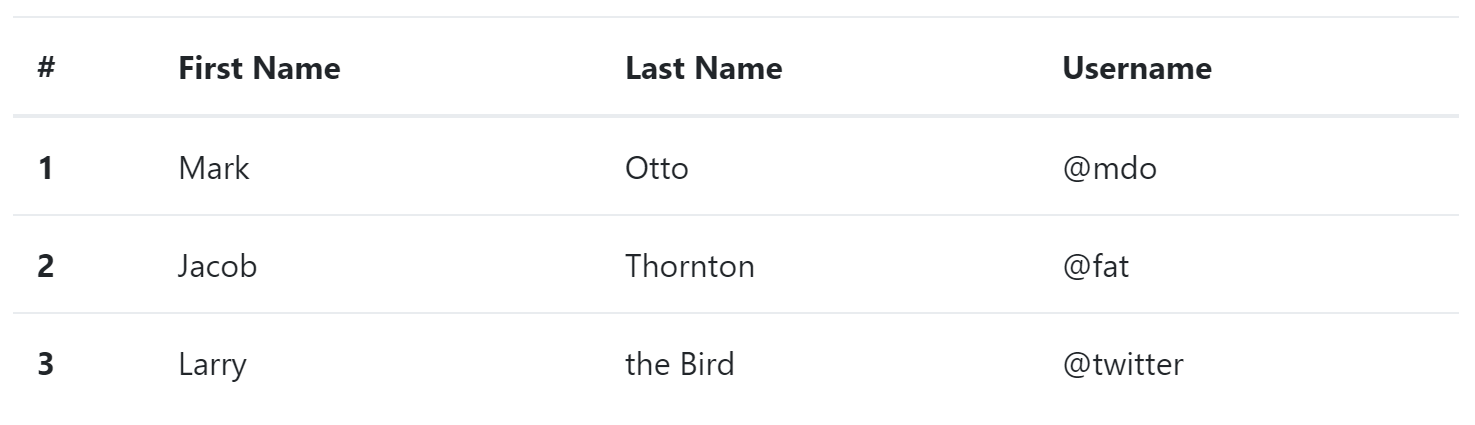 # First Name Last Name Username
1 Mark Otto @mdo
2 Jacob Thornton @fat
3 Larry the Bird @twitter